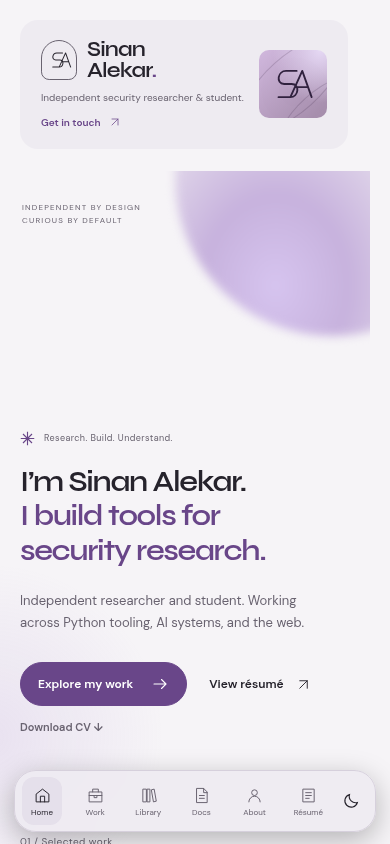 SA
Sinan
Alekar.
Independent security researcher & student.
Get in touch
SA
INDEPENDENT BY DESIGN
CURIOUS BY DEFAULT
Research. Build. Understand.
I’m Sinan Alekar.
I build tools for
security research.
Independent researcher and student. Working
across Python tooling, AI systems, and the web.
Explore my work
View résumé
Download CV
Home
Work
Library
Docs
About
Résumé
01 / Selected work